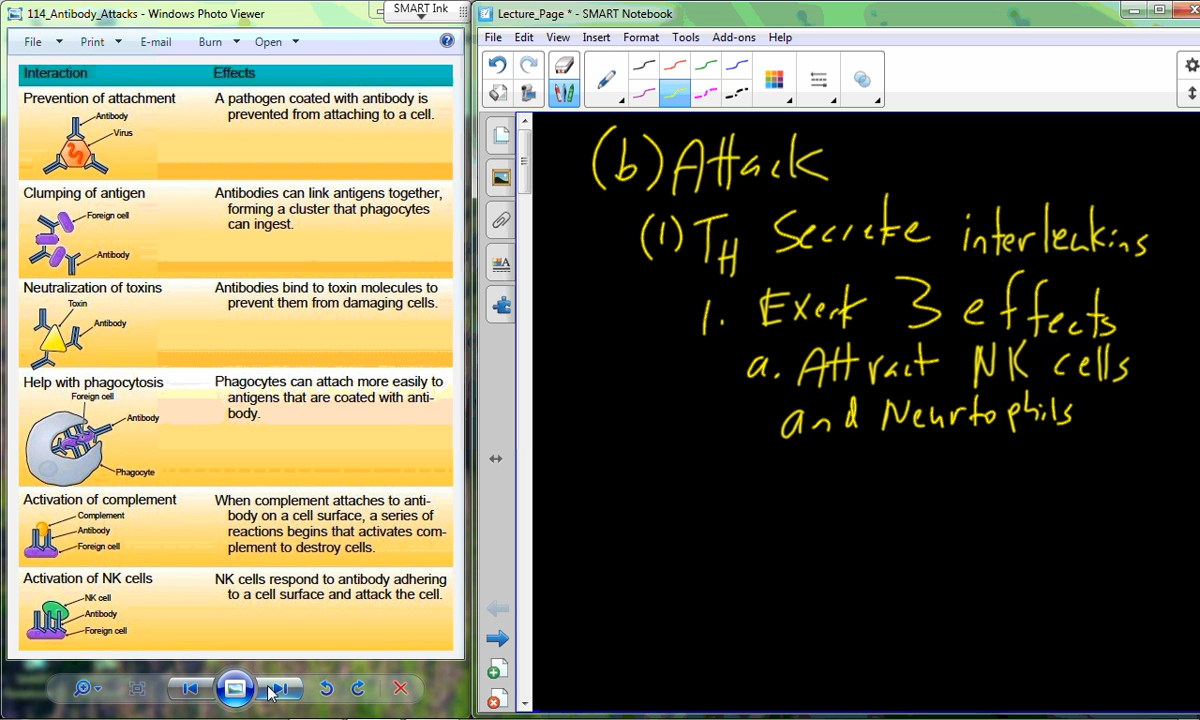 114_Antibody_Attacks - Windows Photo Viewer
SMART Ink
File Print E-mail Burn Open
Interaction Effects
Prevention of attachment
Antibody
Virus
A pathogen coated with antibody is
prevented from attaching to a cell.
Clumping of antigen
Foreign cell
Antibody
Antibodies can link antigens together,
forming a cluster that phagocytes
can ingest.
Neutralization of toxins
Toxin
Antibody
Antibodies bind to toxin molecules to
prevent them from damaging cells.
Help with phagocytosis
Foreign cell
Antibody
Phagocyte
Phagocytes can attach more easily to
antigens that are coated with anti-
body.
Activation of complement
Complement
Antibody
Foreign cell
When complement attaches to anti-
body on a cell surface, a series of
reactions begins that activates com-
plement to destroy cells.
Activation of NK cells
NK cell
Antibody
Foreign cell
NK cells respond to antibody adhering
to a cell surface and attack the cell.
Lecture_Page * - SMART Notebook
File Edit View Insert Format Tools Add-ons Help
(b) Attack
(1) TH Secrete interleukins
1. Exert 3 effects
a. Attract NK cells
and Neurtophils